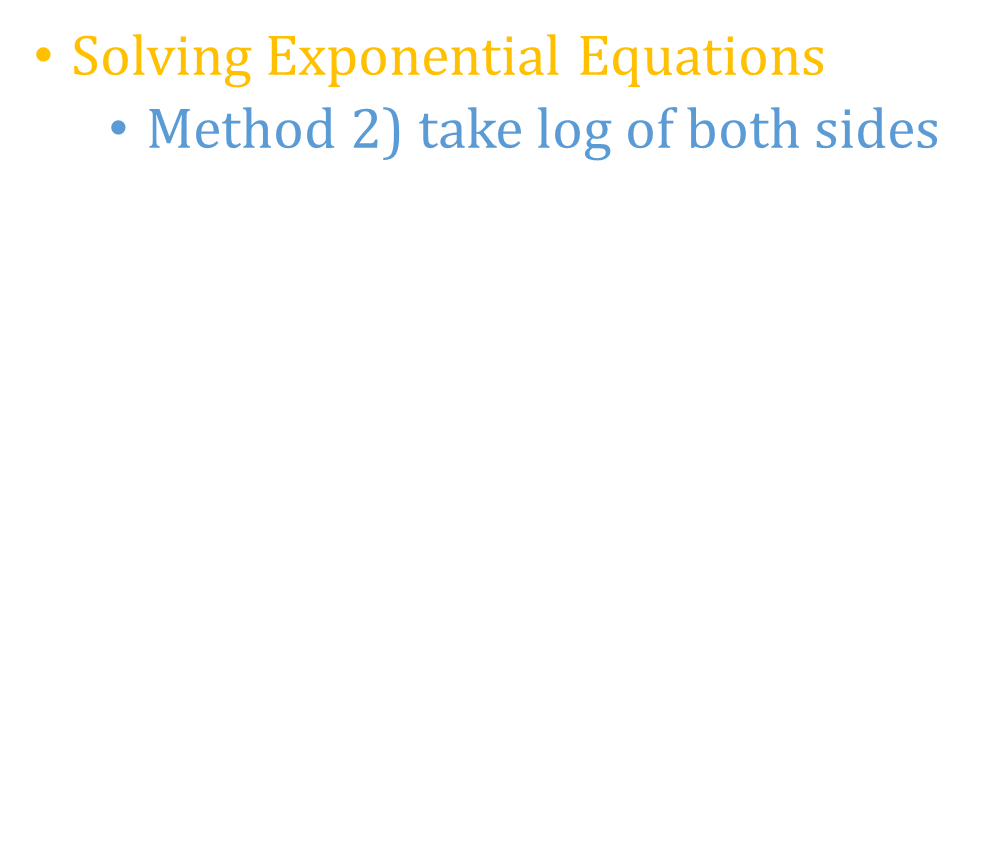 • Solving Exponential Equations
• Method 2) take log of both sides